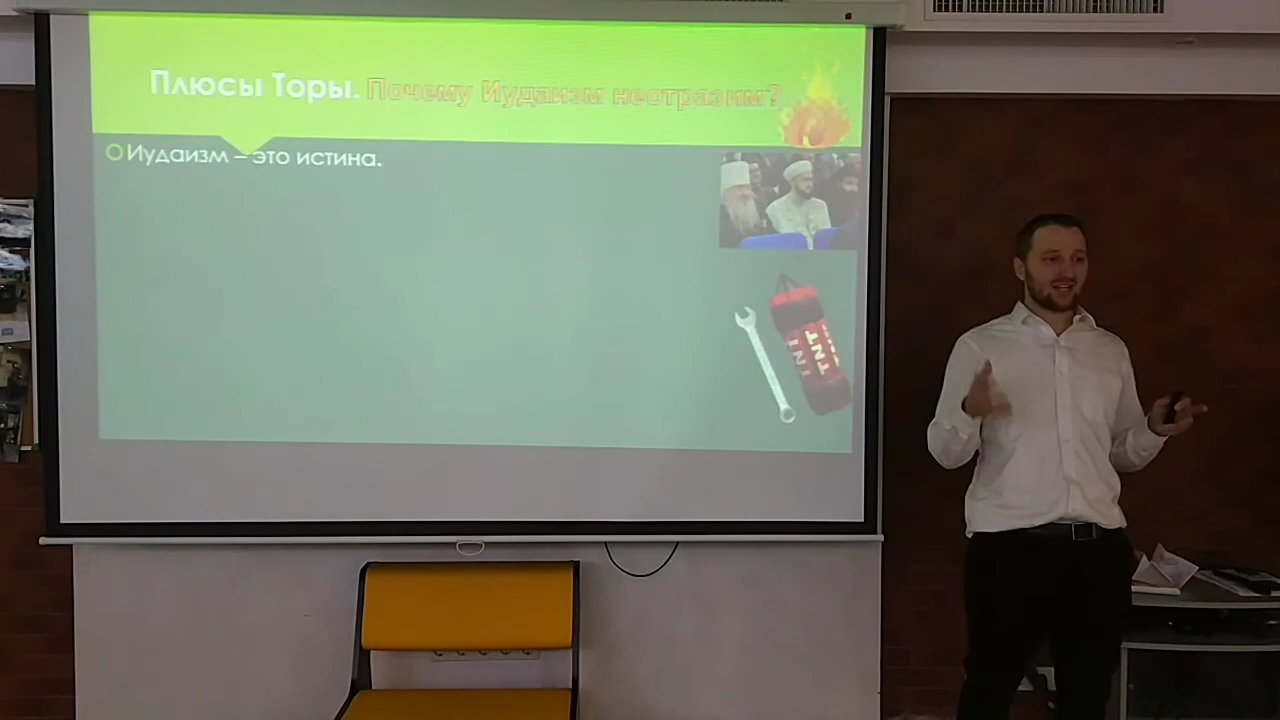 Плюсы Торы. Почему Иудаизм неотразим?
Иудаизм – это истина.
TNT
TNT